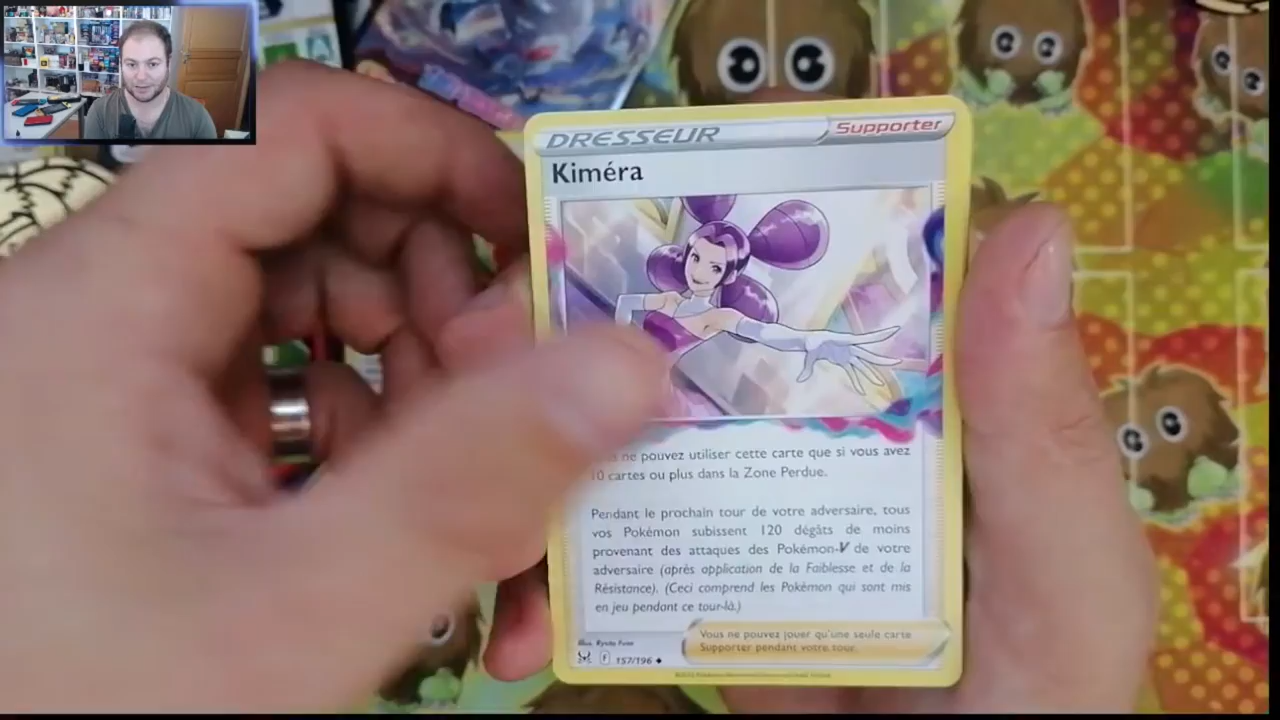 DRESSEUR
Supporter
Kiméra
ne pouvez utiliser cette carte que si vous avez
10 cartes ou plus dans la Zone Perdue.
Pendant le prochain tour de votre adversaire, tous
vos Pokémon subissent 120 dégâts de moins
provenant des attaques des Pokémon-V de votre
adversaire (après application de la Faiblesse et de la
Résistance). (Ceci comprend les Pokémon qui sont mis
en jeu pendant ce tour-là.)
Vous ne pouvez jouer qu'une seule carte
Supporter pendant votre tour.
Illus. Ryuta Fuse
F 157/196